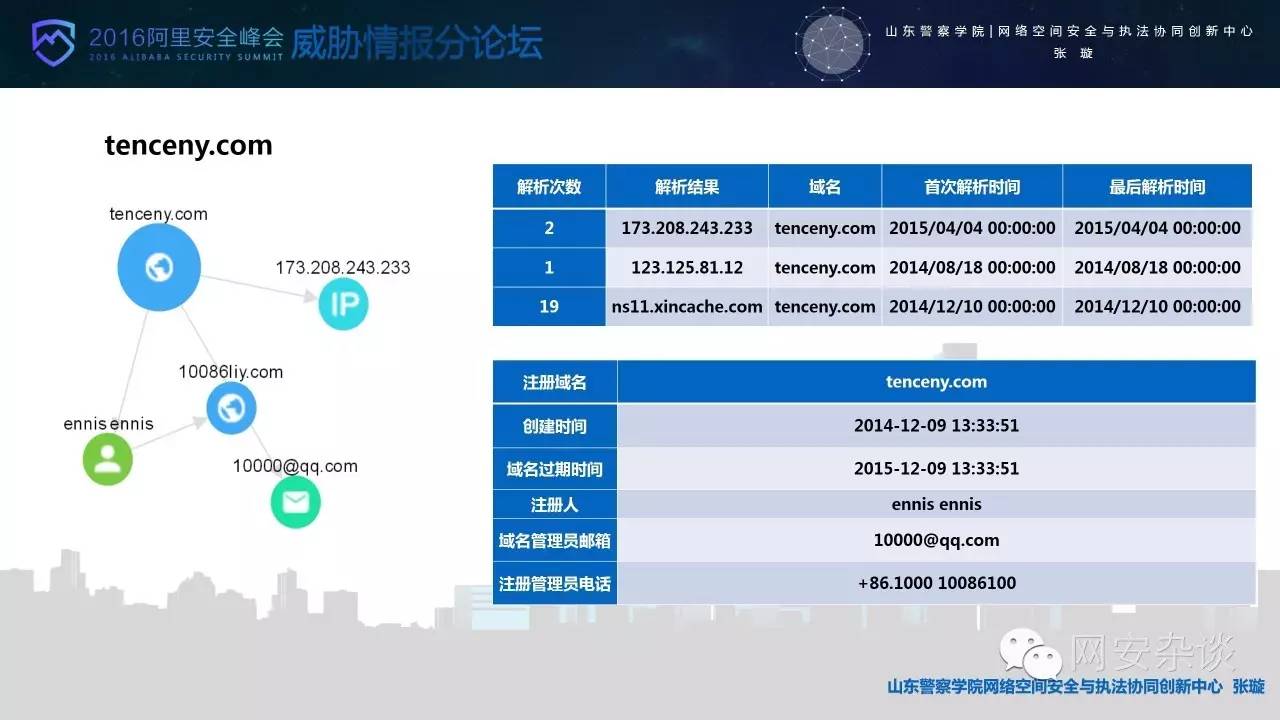 2016阿里安全峰会 威胁情报分论坛
2016 ALIBABA SECURITY SUMMIT
山东警察学院|网络空间安全与执法协同创新中心
张 璇
tenceny.com
tenceny.com
173.208.243.233
IP
10086liy.com
ennis ennis
10000@qq.com
解析次数 解析结果 域名 首次解析时间 最后解析时间
2 173.208.243.233 tenceny.com 2015/04/04 00:00:00 2015/04/04 00:00:00
1 123.125.81.12 tenceny.com 2014/08/18 00:00:00 2014/08/18 00:00:00
19 ns11.xincache.com tenceny.com 2014/12/10 00:00:00 2014/12/10 00:00:00
注册域名 tenceny.com
创建时间 2014-12-09 13:33:51
域名过期时间 2015-12-09 13:33:51
注册人 ennis ennis
域名管理员邮箱 10000@qq.com
注册管理员电话 +86.1000 10086100
网安杂谈
山东警察学院网络空间安全与执法协同创新中心 张璇